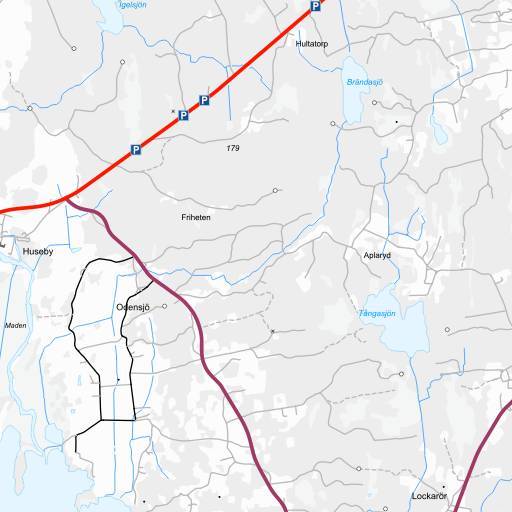 Igelsjön
P
Hultatorp
Brändasjö
P
P
P
179
Friheten
Huseby
Aplaryd
Odensjö
Tångasjön
Maden
Lockarör